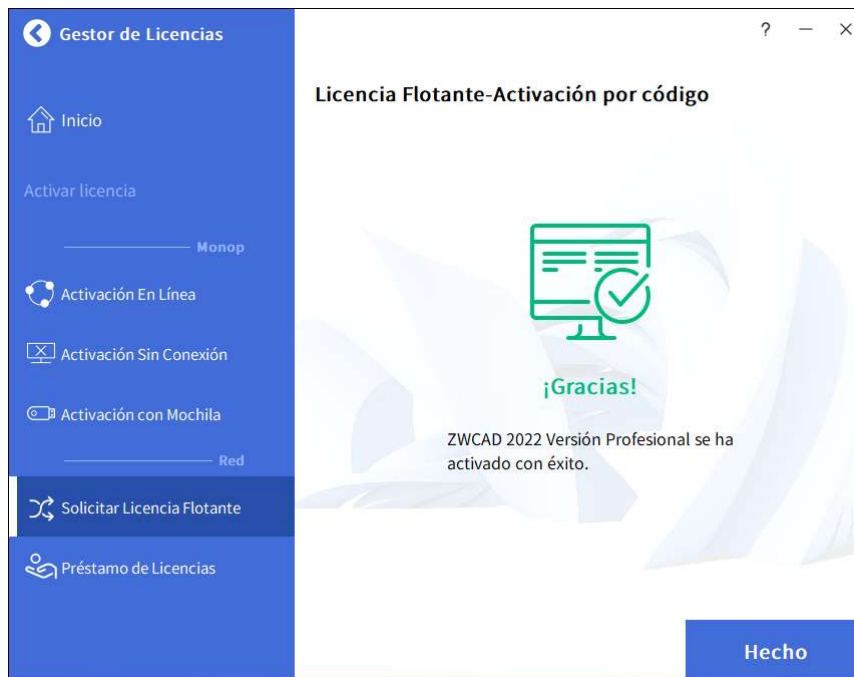 Gestor de Licencias
?
Inicio
Activar licencia
Monop
Activación En Línea
Activación Sin Conexión
Activación con Mochila
Red
Solicitar Licencia Flotante
Préstamo de Licencias
Licencia Flotante-Activación por código
¡Gracias!
ZWCAD 2022 Versión Profesional se ha
activado con éxito.
Hecho